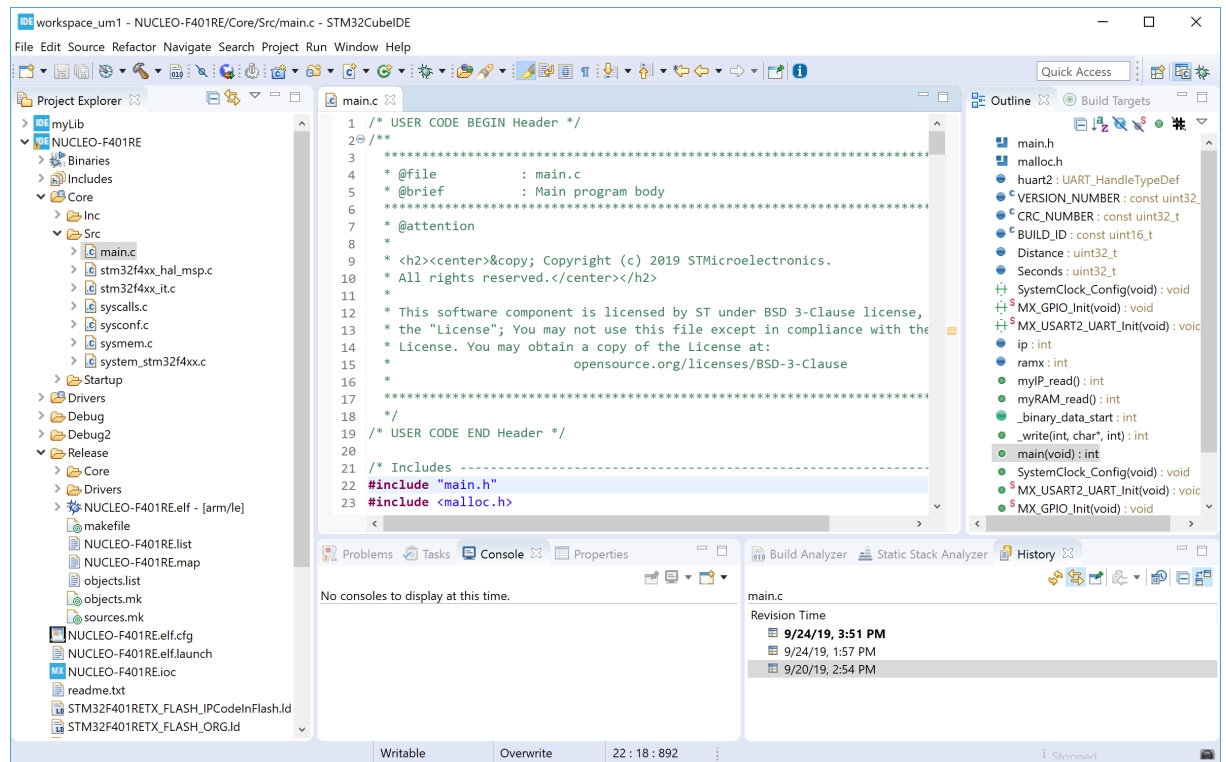 IDE workspace_um1 - NUCLEO-F401RE/Core/Src/main.c - STM32CubeIDE
File Edit Source Refactor Navigate Search Project Run Window Help
Quick Access
Project Explorer
IDE myLib
IDE NUCLEO-F401RE
Binaries
Includes
Core
Inc
Src
main.c
stm32f4xx_hal_msp.c
stm32f4xx_it.c
syscalls.c
sysconf.c
sysmem.c
system_stm32f4xx.c
Startup
Drivers
Debug
Debug2
Release
Core
Drivers
NUCLEO-F401RE.elf - [arm/le]
makefile
NUCLEO-F401RE.list
NUCLEO-F401RE.map
objects.list
objects.mk
sources.mk
NUCLEO-F401RE.elf.cfg
NUCLEO-F401RE.elf.launch
MX NUCLEO-F401RE.ioc
readme.txt
STM32F401RETX_FLASH_IPCodeInFlash.ld
STM32F401RETX_FLASH_ORG.ld
main.c
1 /* USER CODE BEGIN Header */
2 /**
3 ******************************************************************************
4 * @file : main.c
5 * @brief : Main program body
6 ******************************************************************************
7 * @attention
8 *
9 * <h2><center>&copy; Copyright (c) 2019 STMicroelectronics.
10 * All rights reserved.</center></h2>
11 *
12 * This software component is licensed by ST under BSD 3-Clause license,
13 * the "License"; You may not use this file except in compliance with the
14 * License. You may obtain a copy of the License at:
15 * opensource.org/licenses/BSD-3-Clause
16 *
17 ******************************************************************************
18 */
19 /* USER CODE END Header */
20
21 /* Includes ------------------------------------------------------------------
22 #include "main.h"
23 #include <malloc.h>
Outline Build Targets
main.h
malloc.h
huart2 : UART_HandleTypeDef
VERSION_NUMBER : const uint32_
CRC_NUMBER : const uint32_t
BUILD_ID : const uint16_t
Distance : uint32_t
Seconds : uint32_t
SystemClock_Config(void) : void
MX_GPIO_Init(void) : void
MX_USART2_UART_Init(void) : voic
ip : int
ramx : int
myIP_read() : int
myRAM_read() : int
_binary_data_start : int
_write(int, char*, int) : int
main(void) : int
SystemClock_Config(void) : void
MX_USART2_UART_Init(void) : voic
MX_GPIO_Init(void) : void
Problems Tasks Console Properties
No consoles to display at this time.
Build Analyzer Static Stack Analyzer History
main.c
Revision Time
9/24/19, 3:51 PM
9/24/19, 1:57 PM
9/20/19, 2:54 PM
Writable Overwrite 22 : 18 : 892 Stopped